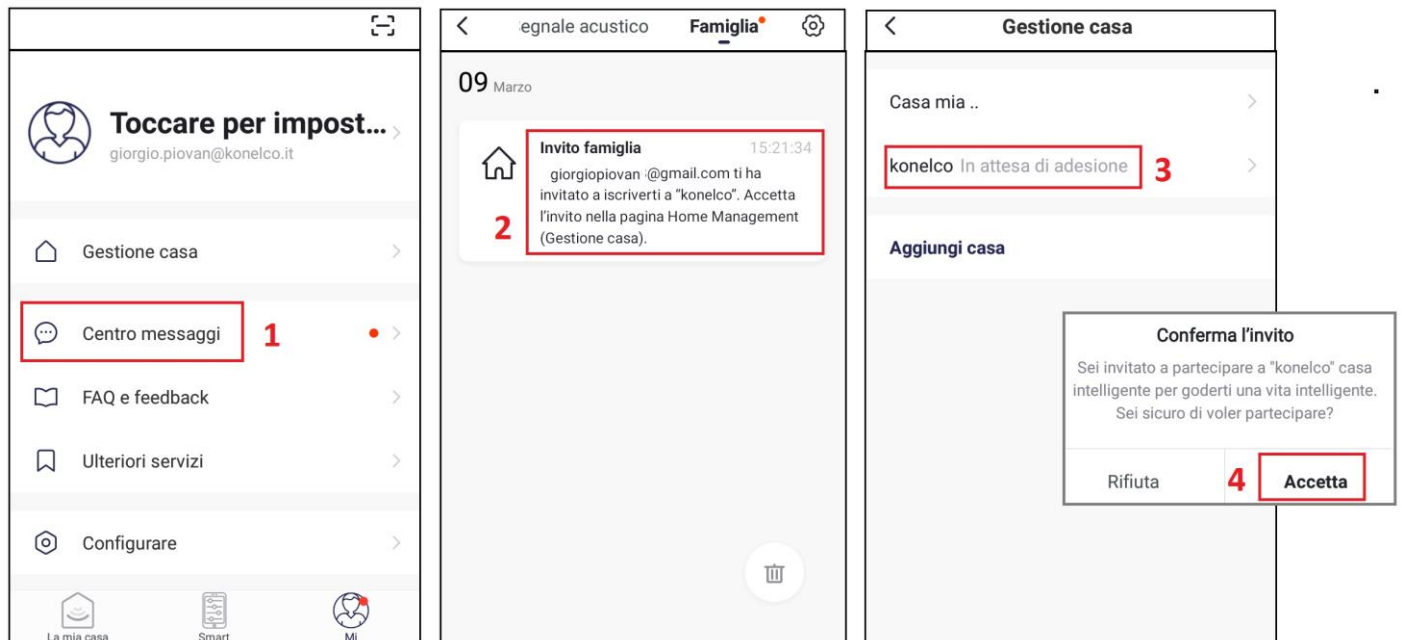 Toccare per impost...
giorgio.piovan@konelco.it
Gestione casa
Centro messaggi
1
FAQ e feedback
Ulteriori servizi
Configurare
La mia casa
Smart
Mi
egnale acustico
Famiglia
09 Marzo
Invito famiglia
15:21:34
giorgiopiovan @gmail.com ti ha
invitato a iscriverti a “konelco”. Accetta
l’invito nella pagina Home Management
(Gestione casa).
2
Gestione casa
Casa mia ..
konelco In attesa di adesione
3
Aggiungi casa
Conferma l’invito
Sei invitato a partecipare a "konelco" casa
intelligente per goderti una vita intelligente.
Sei sicuro di voler partecipare?
Rifiuta
4
Accetta
.